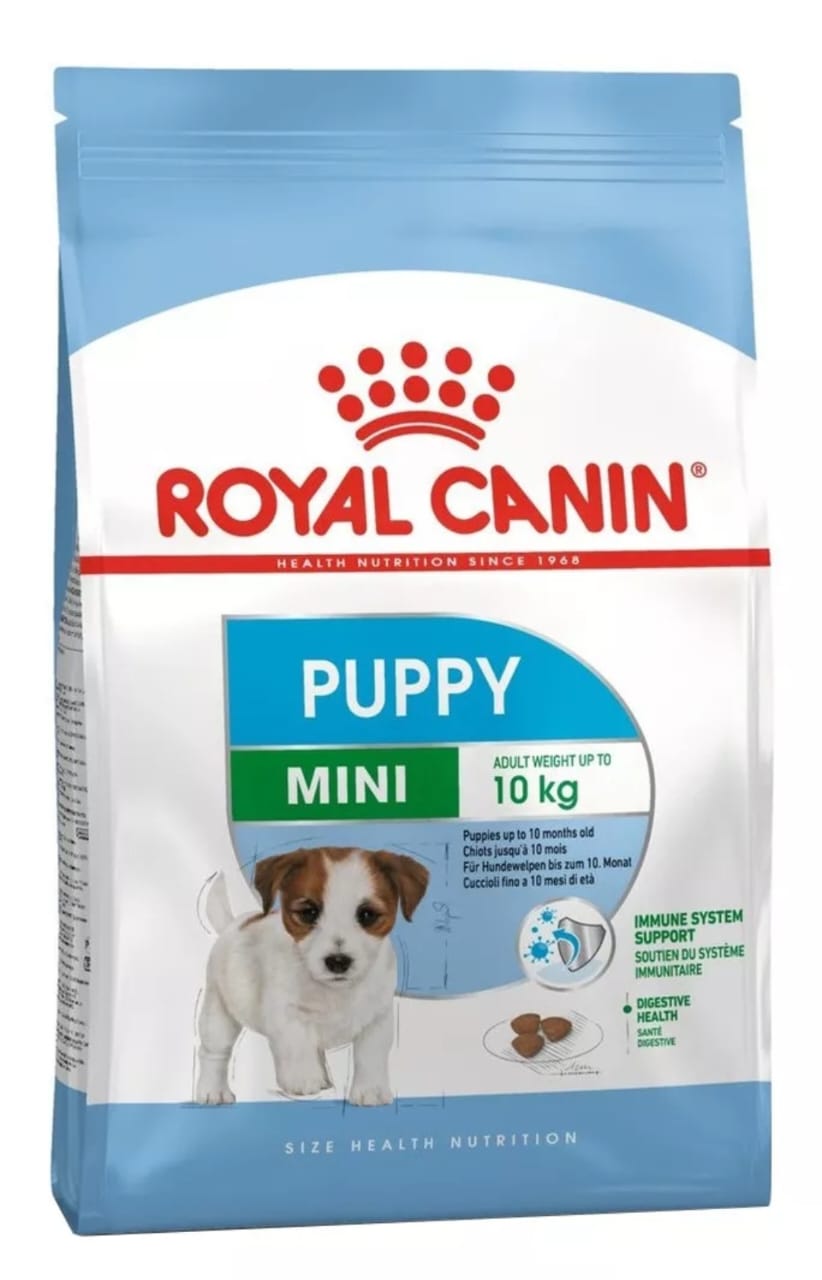 ROYAL CANIN®
HEALTH NUTRITION SINCE 1968
PUPPY
MINI
ADULT WEIGHT UP TO
10 kg
Puppies up to 10 months old
Chiots jusqu'à 10 mois
Für Hundewelpen bis zum 10. Monat
Cuccioli fino a 10 mesi di età
IMMUNE SYSTEM
SUPPORT
SOUTIEN DU SYSTÈME
IMMUNITAIRE
DIGESTIVE
HEALTH
SANTÉ
DIGESTIVE
SIZE HEALTH NUTRITION